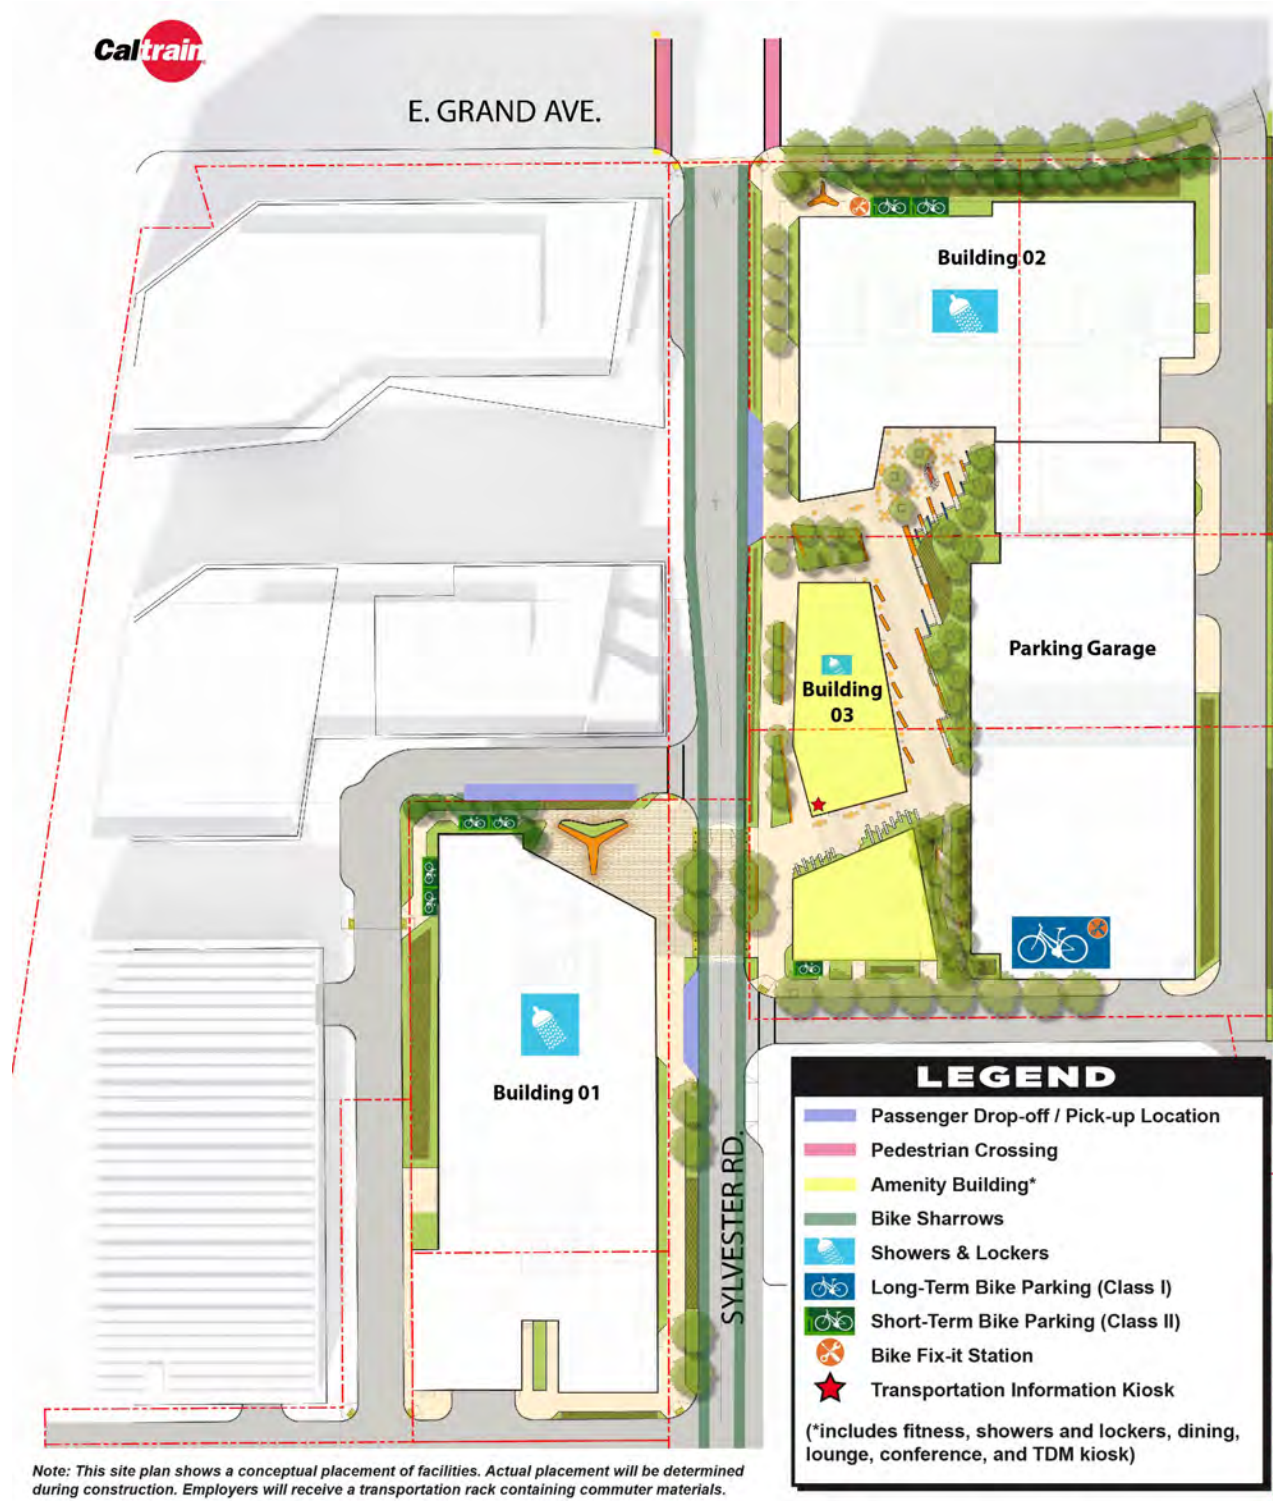 Caltrain
E. GRAND AVE.
Building 02
Parking Garage
Building
03
Building 01
SYLVESTER RD.
LEGEND
Passenger Drop-off / Pick-up Location
Pedestrian Crossing
Amenity Building*
Bike Sharrows
Showers & Lockers
Long-Term Bike Parking (Class I)
Short-Term Bike Parking (Class II)
Bike Fix-it Station
Transportation Information Kiosk
(*includes fitness, showers and lockers, dining,
lounge, conference, and TDM kiosk)
Note: This site plan shows a conceptual placement of facilities. Actual placement will be determined
during construction. Employers will receive a transportation rack containing commuter materials.